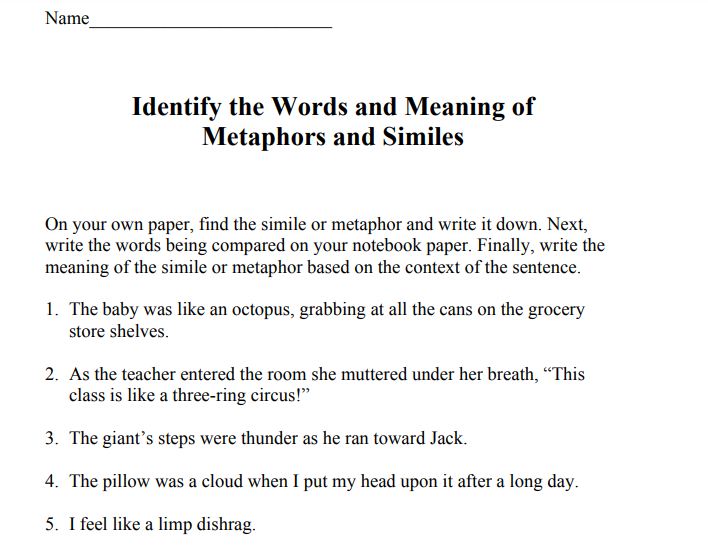 Name___________________________
Identify the Words and Meaning of
Metaphors and Similes
On your own paper, find the simile or metaphor and write it down. Next,
write the words being compared on your notebook paper. Finally, write the
meaning of the simile or metaphor based on the context of the sentence.
1. The baby was like an octopus, grabbing at all the cans on the grocery
store shelves.
2. As the teacher entered the room she muttered under her breath, “This
class is like a three-ring circus!”
3. The giant’s steps were thunder as he ran toward Jack.
4. The pillow was a cloud when I put my head upon it after a long day.
5. I feel like a limp dishrag.